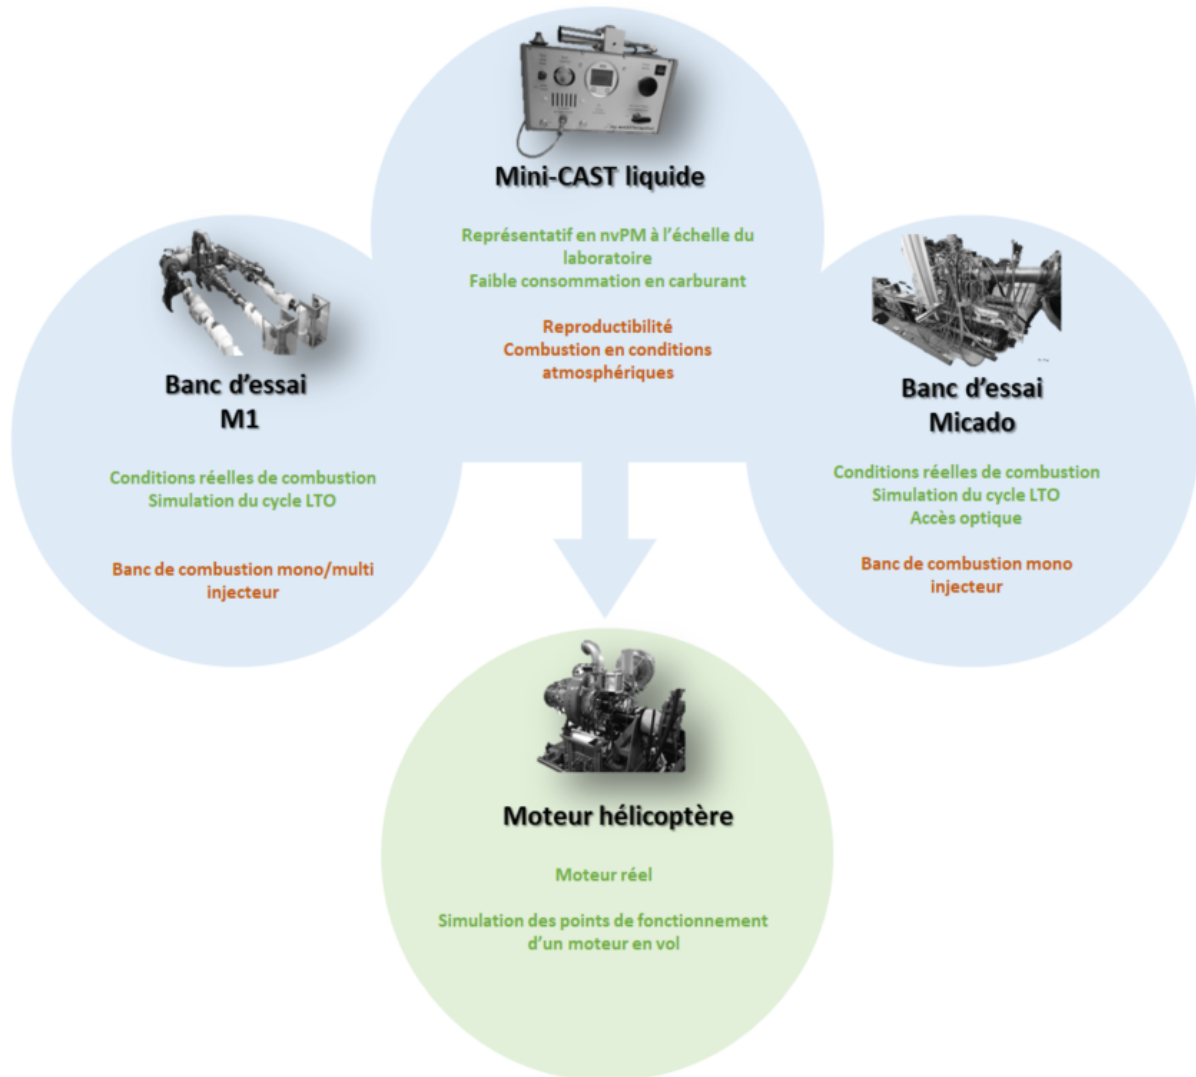 Mini-CAST liquide
Représentatif en nvPM à l'échelle du
laboratoire
Faible consommation en carburant
Reproductibilité
Combustion en conditions
atmosphériques
Banc d'essai
M1
Conditions réelles de combustion
Simulation du cycle LTO
Banc de combustion mono/multi
injecteur
Banc d'essai
Micado
Conditions réelles de combustion
Simulation du cycle LTO
Accès optique
Banc de combustion mono
injecteur
Moteur hélicoptère
Moteur réel
Simulation des points de fonctionnement
d'un moteur en vol